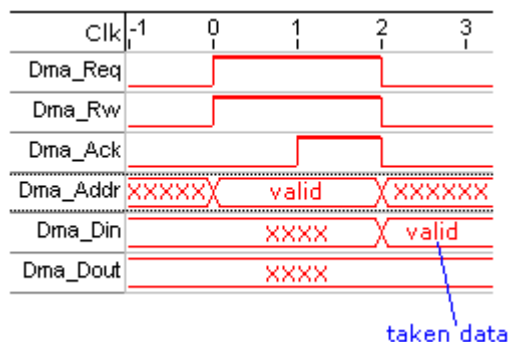 Clk -1 0 1 2 3
Dma_Req
Dma_Rw
Dma_Ack
Dma_Addr XXXXX valid XXXXXX
Dma_Din XXXX valid
Dma_Dout XXXX
taken data